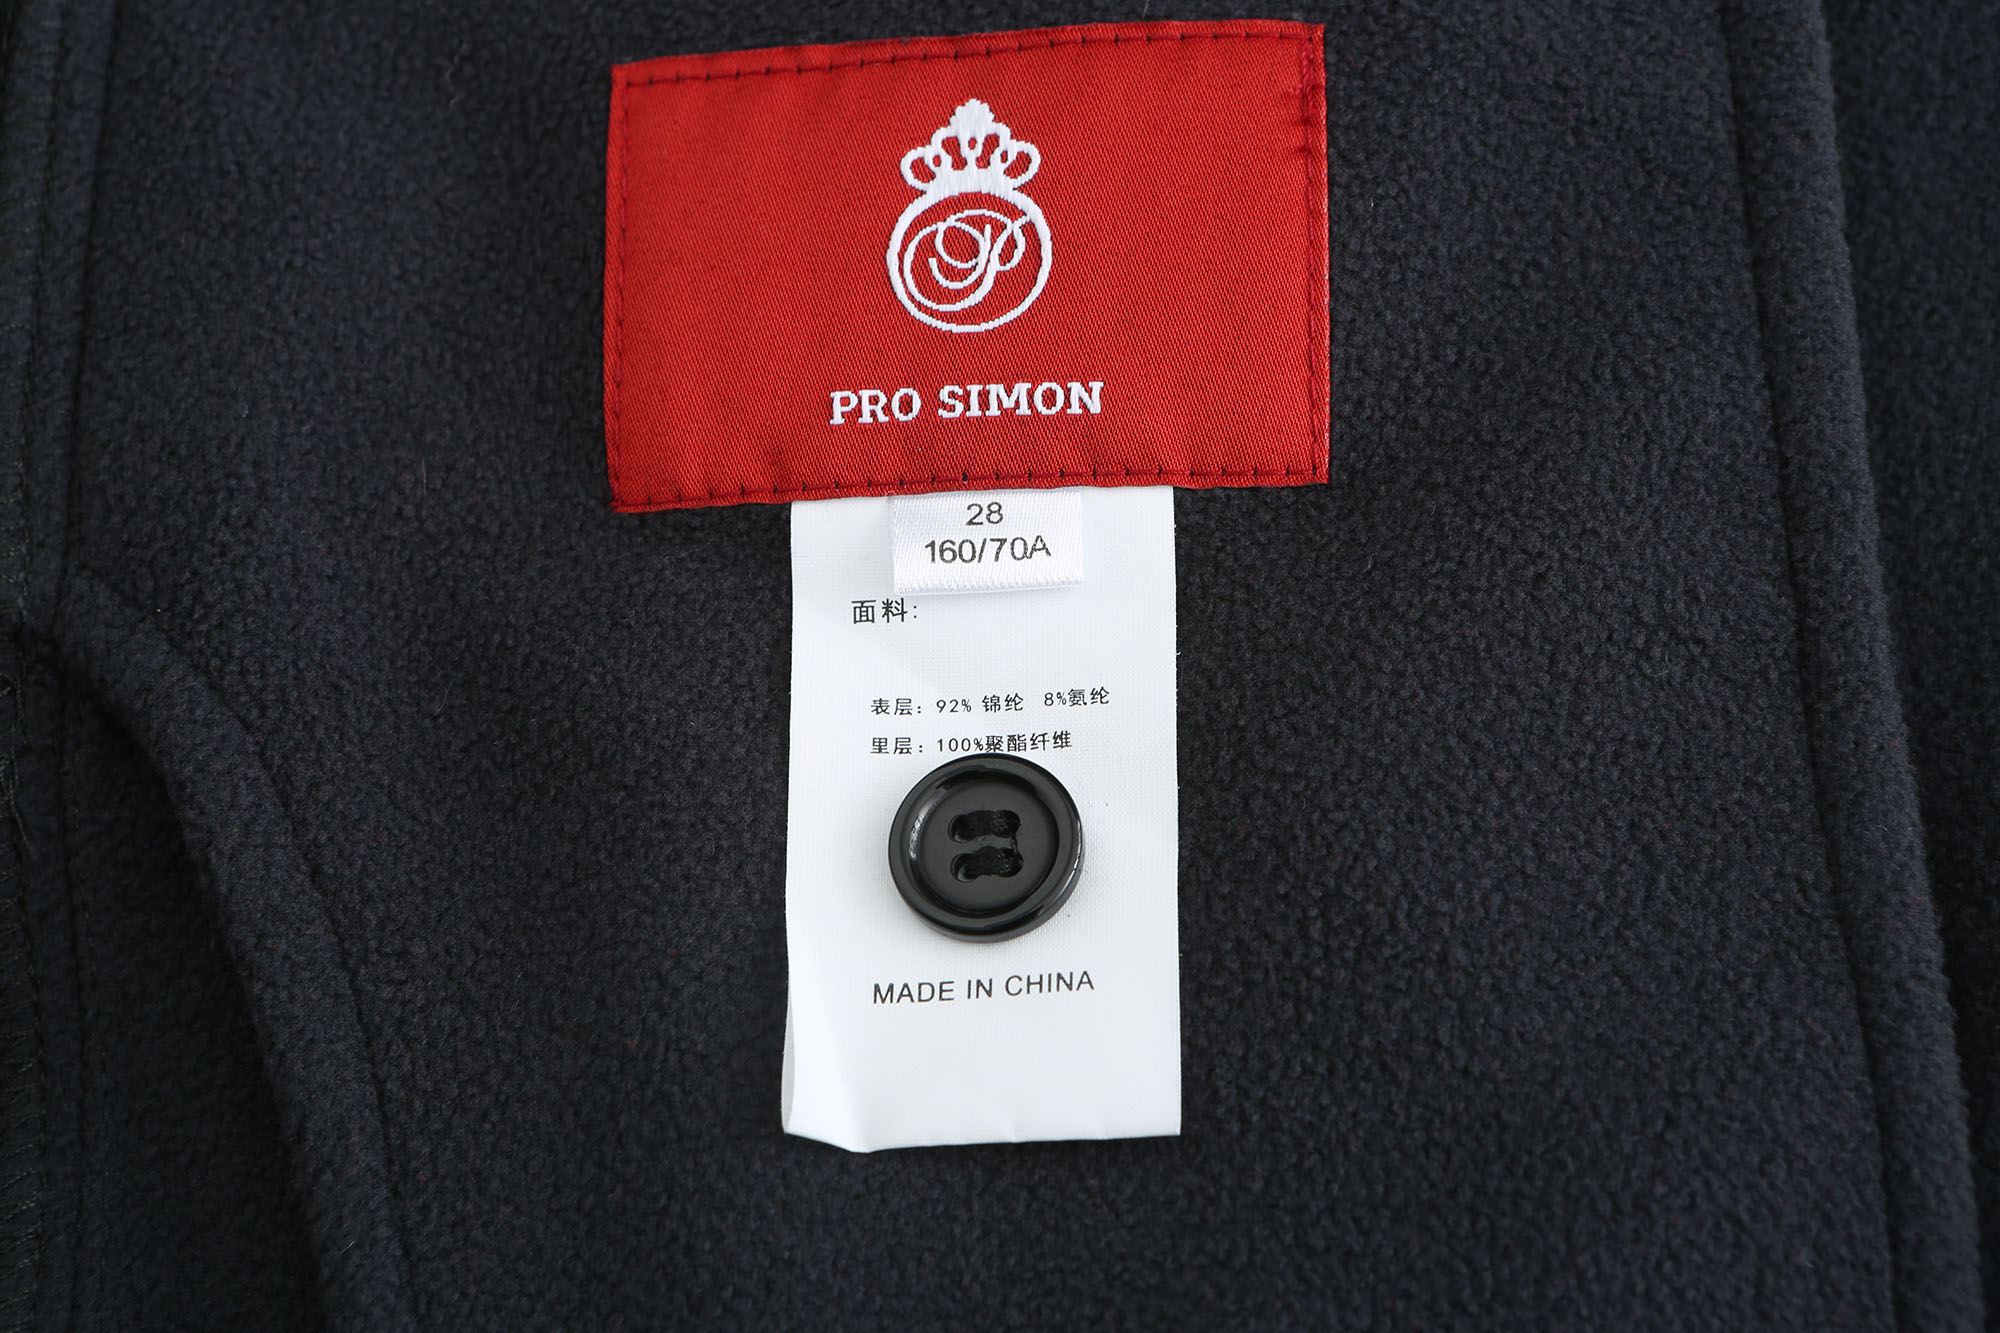 PRO SIMON
28
160/70A
面料:
表层: 92% 锦纶 8%氨纶
里层: 100%聚酯纤维
MADE IN CHINA